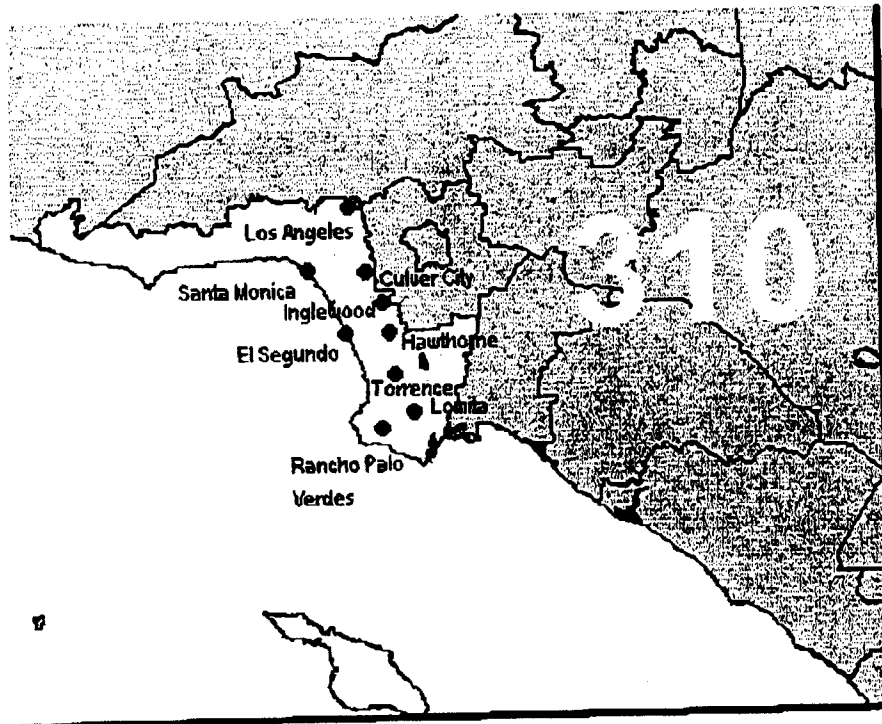 310
Los Angeles
Culver City
Santa Monica
Inglewood
Hawthorne
El Segundo
Torrence
Lomita
Rancho Palo
Verdes